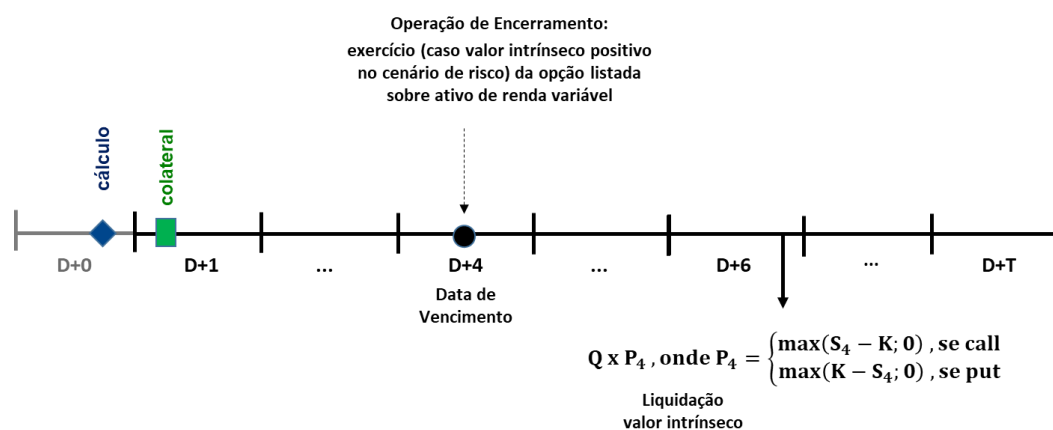 Operação de Encerramento:
exercício (caso valor intrínseco positivo
no cenário de risco) da opção listada
sobre ativo de renda variável
cálculo
colateral
D+0
D+1
...
D+4
...
D+6
...
D+T
Data de
Vencimento
Q x P₄ , onde P₄ = {max(S₄ − K; 0) , se call
max(K − S₄; 0) , se put
Liquidação
valor intrínseco